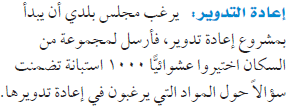 إعادة التدوير: يرغب مجلس بلدي أن يبدأ
بمشروع إعادة تدوير، فأرسل لمجموعة من
السكان اختيروا عشوائيًّا ١٠٠٠ استبانة تضمنت
سؤالاً حول المواد التي يرغبون في إعادة تدويرها.